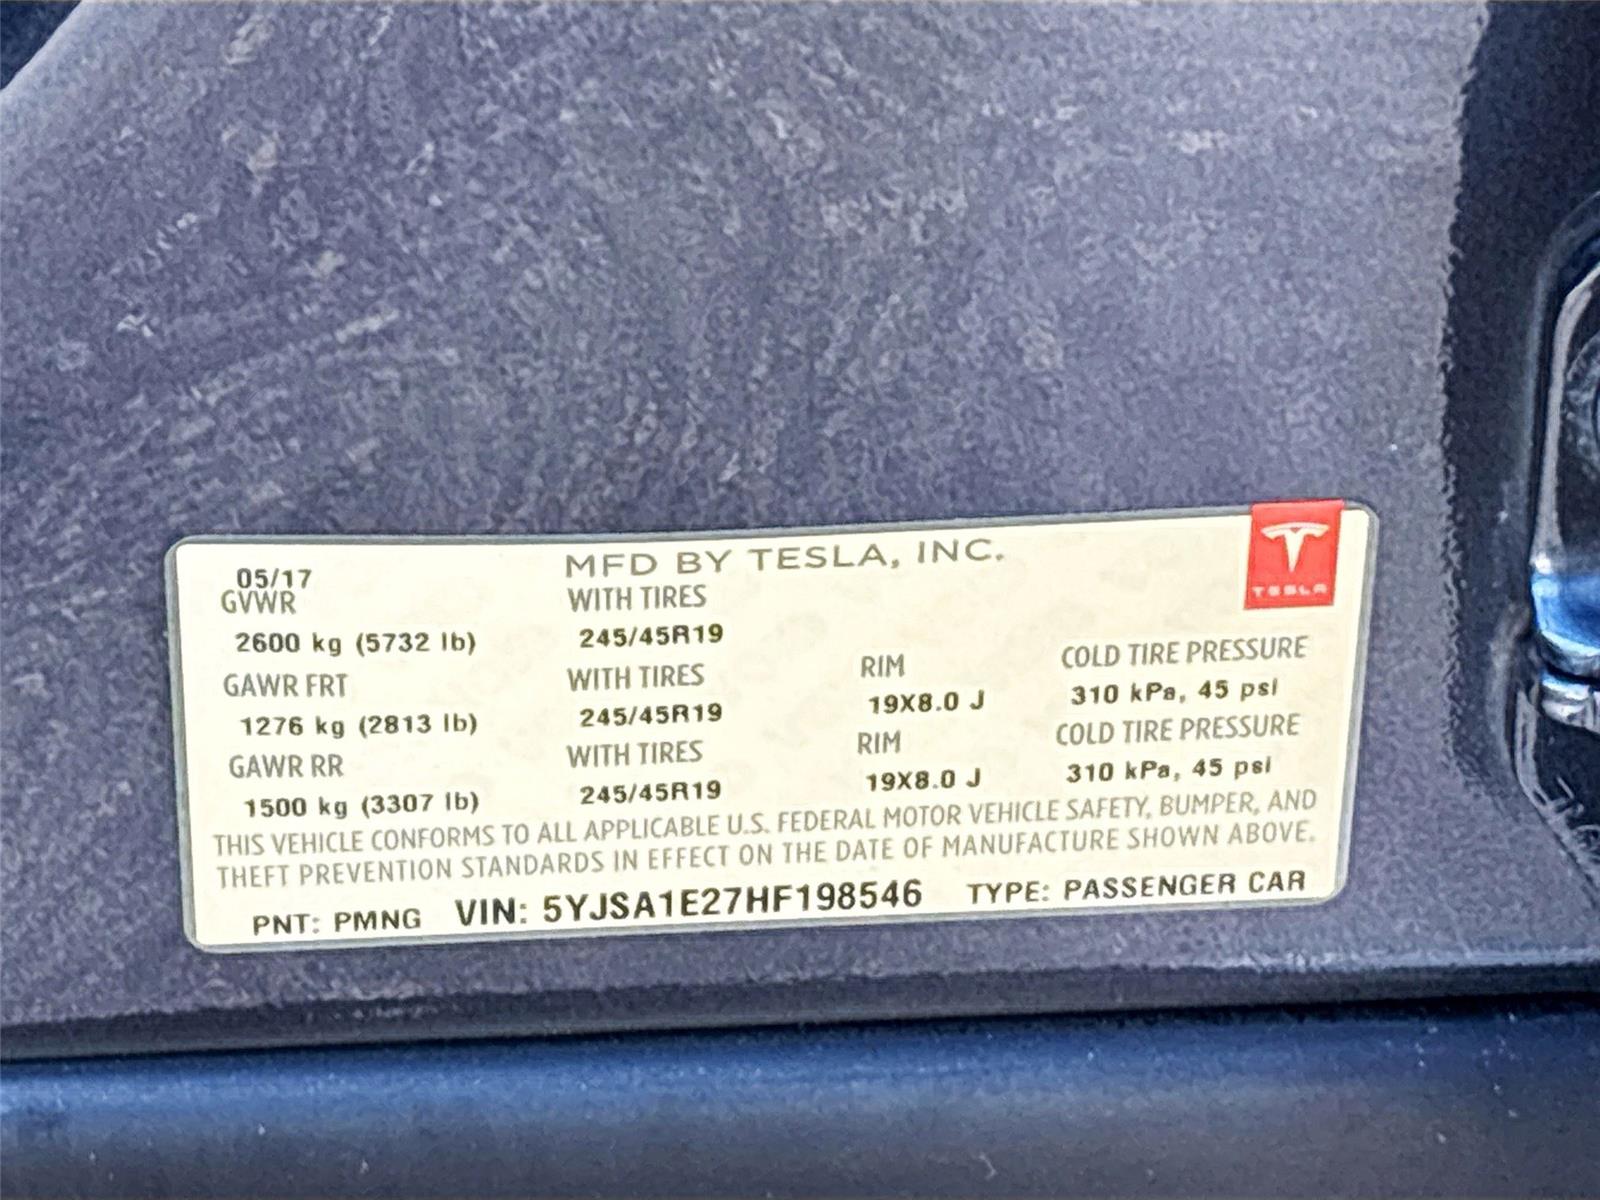 MFD BY TESLA, INC.
TESLA
05/17
GVWR WITH TIRES
2600 kg (5732 lb) 245/45R19
GAWR FRT WITH TIRES RIM COLD TIRE PRESSURE
1276 kg (2813 lb) 245/45R19 19X8.0 J 310 kPa, 45 psi
GAWR RR WITH TIRES RIM COLD TIRE PRESSURE
1500 kg (3307 lb) 245/45R19 19X8.0 J 310 kPa, 45 psi
THIS VEHICLE CONFORMS TO ALL APPLICABLE U.S. FEDERAL MOTOR VEHICLE SAFETY, BUMPER, AND
THEFT PREVENTION STANDARDS IN EFFECT ON THE DATE OF MANUFACTURE SHOWN ABOVE.
PNT: PMNG VIN: 5YJSA1E27HF198546 TYPE: PASSENGER CAR